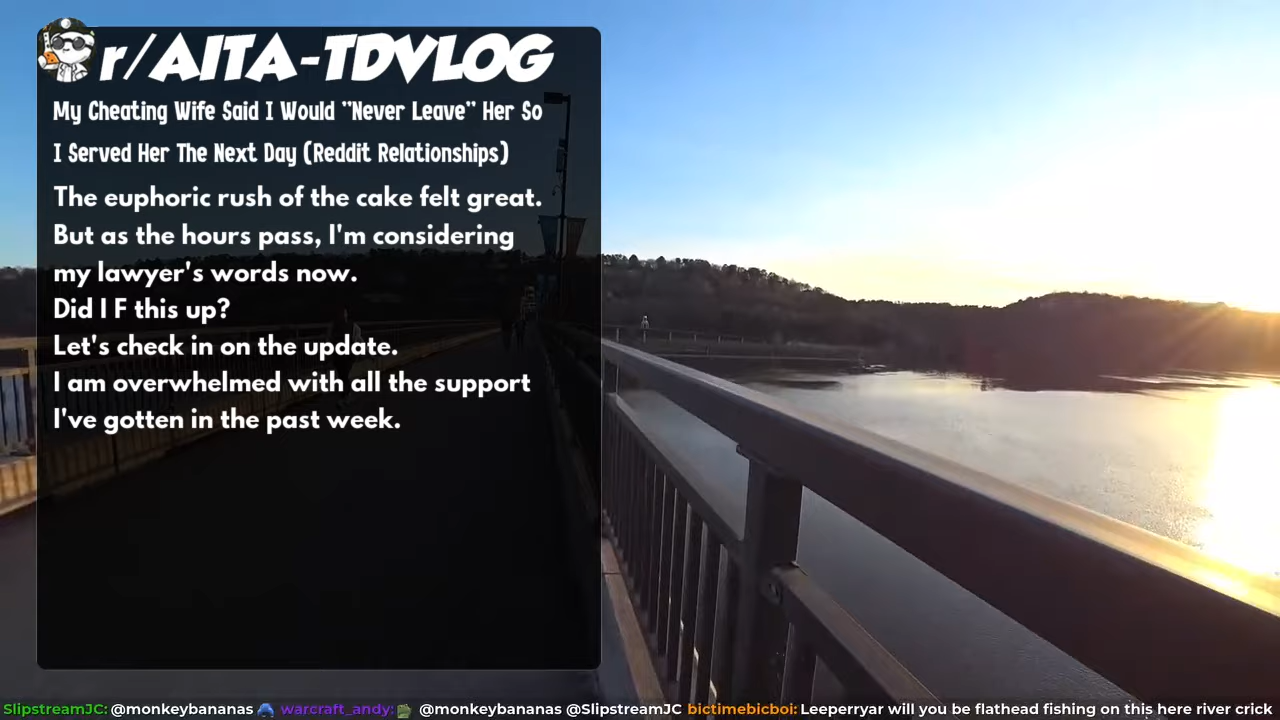 r/AITA-TDVLOG
My Cheating Wife Said I Would "Never Leave" Her So
I Served Her The Next Day (Reddit Relationships)
The euphoric rush of the cake felt great.
But as the hours pass, I'm considering
my lawyer's words now.
Did I F this up?
Let's check in on the update.
I am overwhelmed with all the support
I've gotten in the past week.
SlipstreamJC: @monkeybananas warcraft_andy: @monkeybananas @SlipstreamJC bictimebicboi: Leeperryar will you be flathead fishing on this here river crick